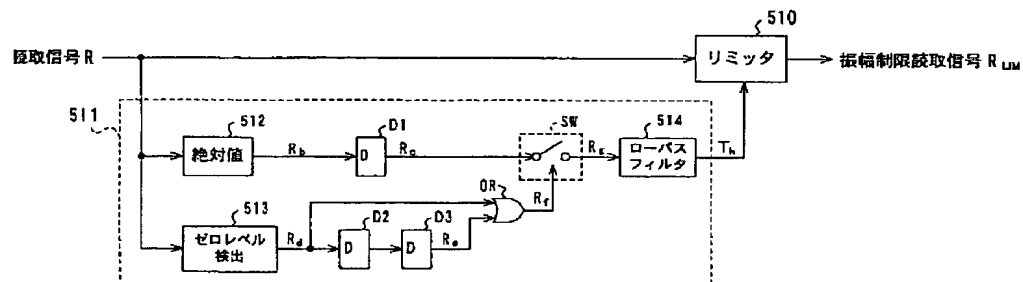 510
読取信号 R
リミッタ
振幅制限読取信号 R LIM
511
512
D1
SW
514
絶対値
Rb
D
Rc
Rg
ローパス
フィルタ
Th
OR
Rf
513
D2
D3
ゼロレベル
検出
Rd
D
D
Re